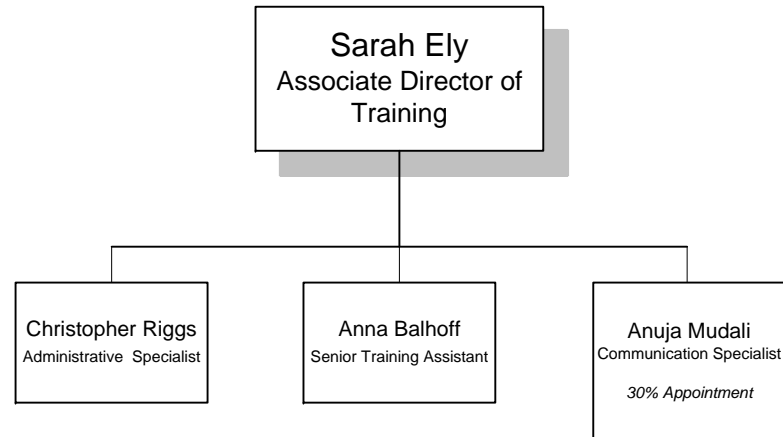 Sarah Ely
Associate Director of
Training
Christopher Riggs
Administrative Specialist
Anna Balhoff
Senior Training Assistant
Anuja Mudali
Communication Specialist
30% Appointment